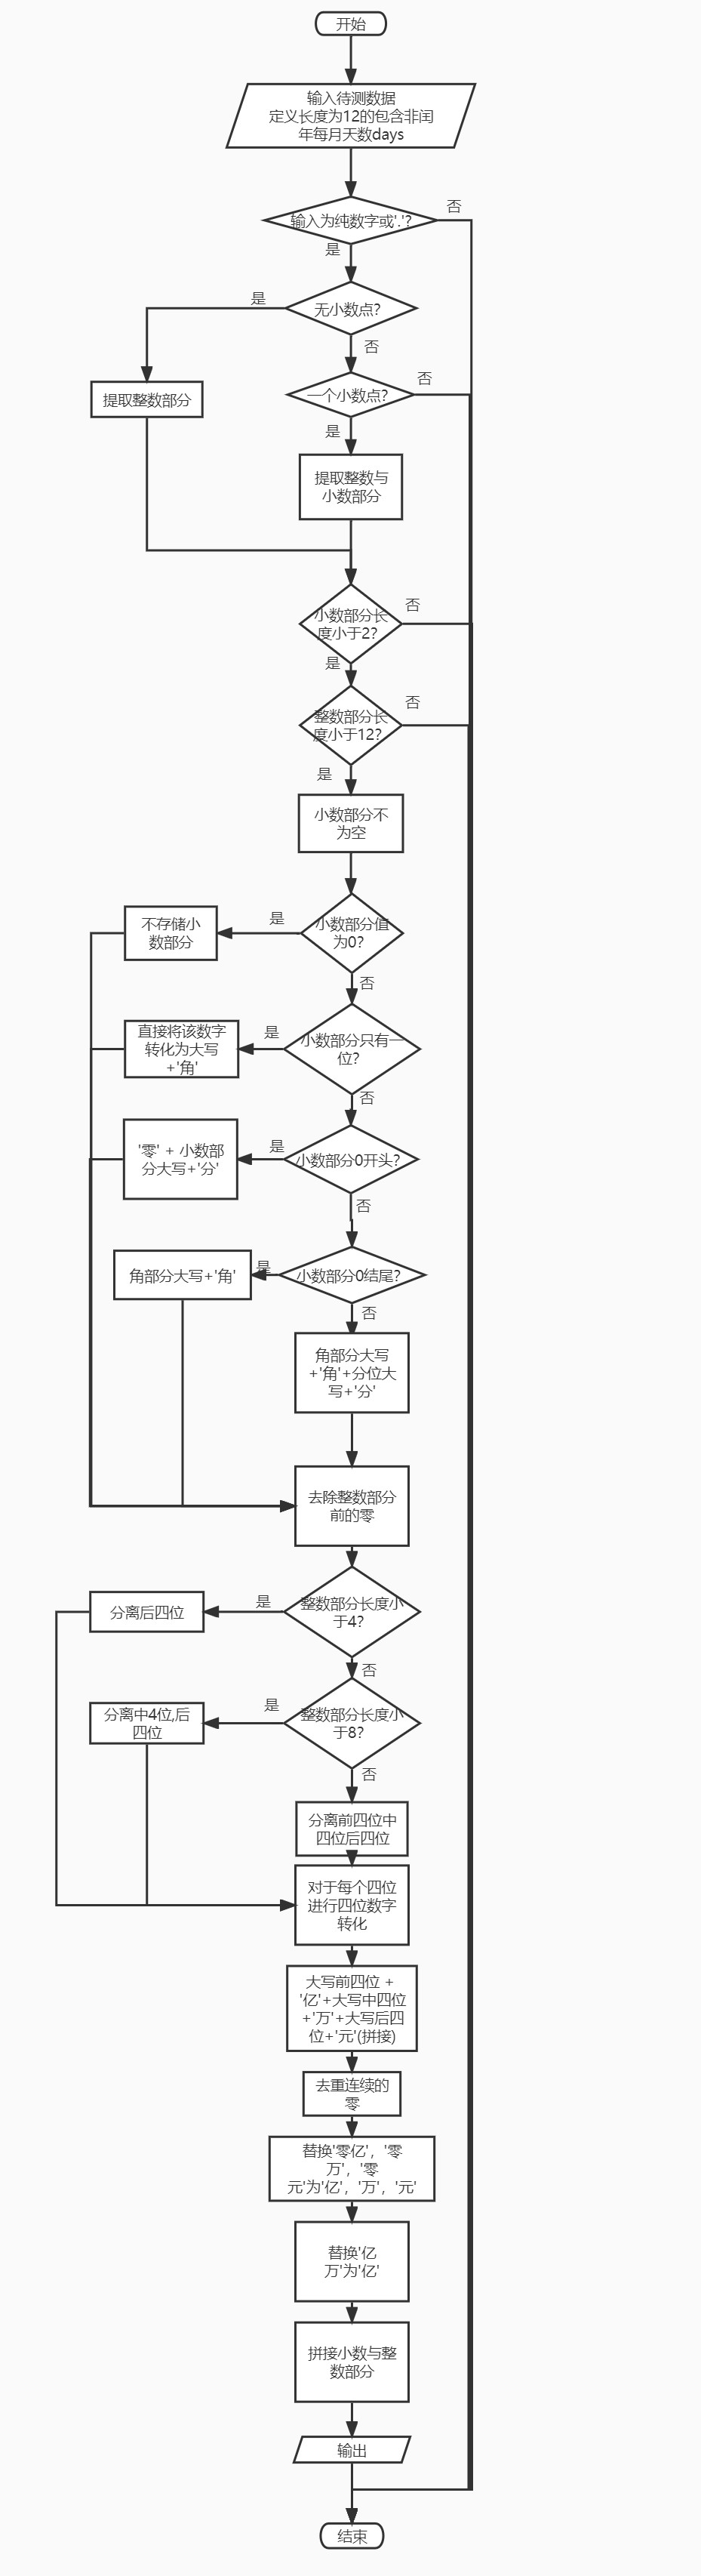 开始
输入待测数据
定义长度为12的包含非闰
年每月天数days
输入为纯数字或'.'?
否
是
无小数点?
是
否
一个小数点?
否
提取整数部分
是
提取整数与
小数部分
小数部分长
度小于2?
否
是
整数部分长
度小于12?
否
是
小数部分不
为空
小数部分值
为0?
是
不存储小
数部分
否
小数部分只有一
位?
是
直接将该数字
转化为大写
+'角'
否
小数部分0开头?
是
'零' + 小数部
分大写+'分'
否
小数部分0结尾?
是
角部分大写+'角'
否
角部分大写
+'角'+分位大
写+'分'
去除整数部分
前的零
整数部分长度小
于4?
是
分离后四位
否
整数部分长度小
于8?
是
分离中4位,后
四位
否
分离前四位中
四位后四位
对于每个四位
进行四位数字
转化
大写前四位 +
'亿'+大写中四位
+'万'+大写后四
位+'元'(拼接)
去重连续的
零
替换'零亿'，'零
万'，'零
元'为'亿'，'万'，'元'
替换'亿
万'为'亿'
拼接小数与整
数部分
输出
结束